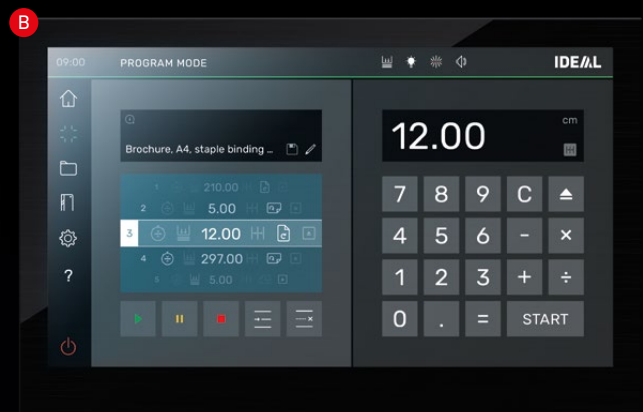 B
09:00 PROGRAM MODE IDEAL
Brochure, A4, staple binding _
1 210.00
2 5.00
3 12.00
4 297.00
5 5.00
12.00 cm
7 8 9 C
4 5 6 - ×
1 2 3 + ÷
0 . = START
?